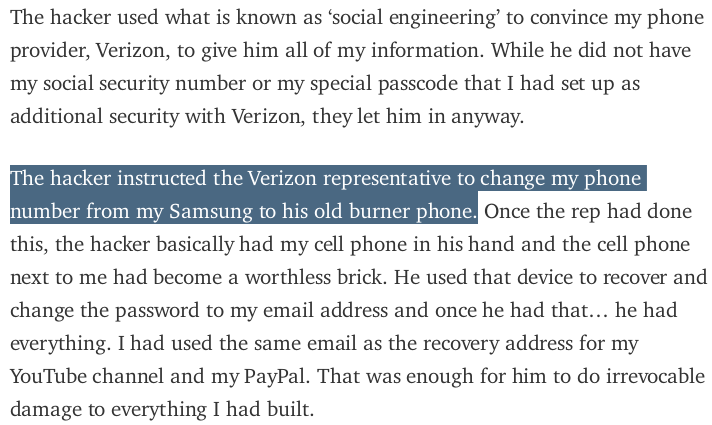 The hacker used what is known as ‘social engineering’ to convince my phone
provider, Verizon, to give him all of my information. While he did not have
my social security number or my special passcode that I had set up as
additional security with Verizon, they let him in anyway.
The hacker instructed the Verizon representative to change my phone
number from my Samsung to his old burner phone. Once the rep had done
this, the hacker basically had my cell phone in his hand and the cell phone
next to me had become a worthless brick. He used that device to recover and
change the password to my email address and once he had that… he had
everything. I had used the same email as the recovery address for my
YouTube channel and my PayPal. That was enough for him to do irrevocable
damage to everything I had built.